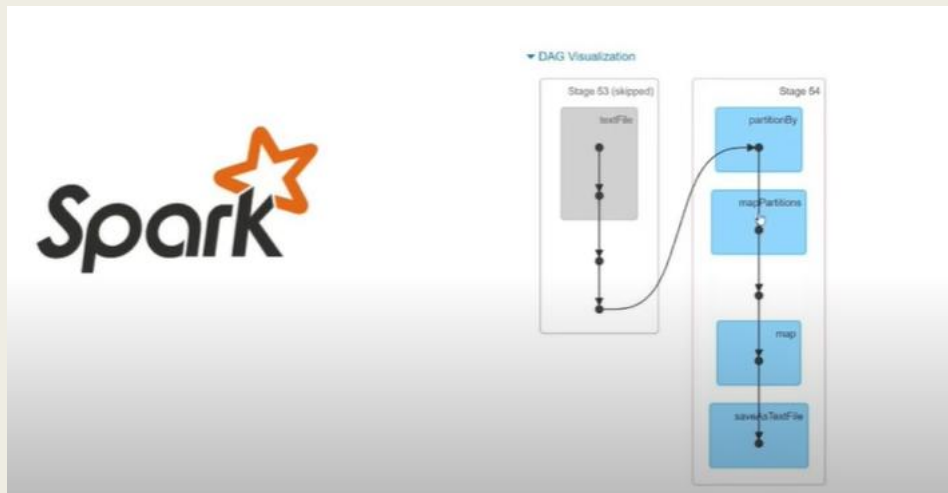 Spark
DAG Visualization
Stage 53 (skipped)
textFile
Stage 54
partitionBy
mapPartitions
map
saveAsTextFile